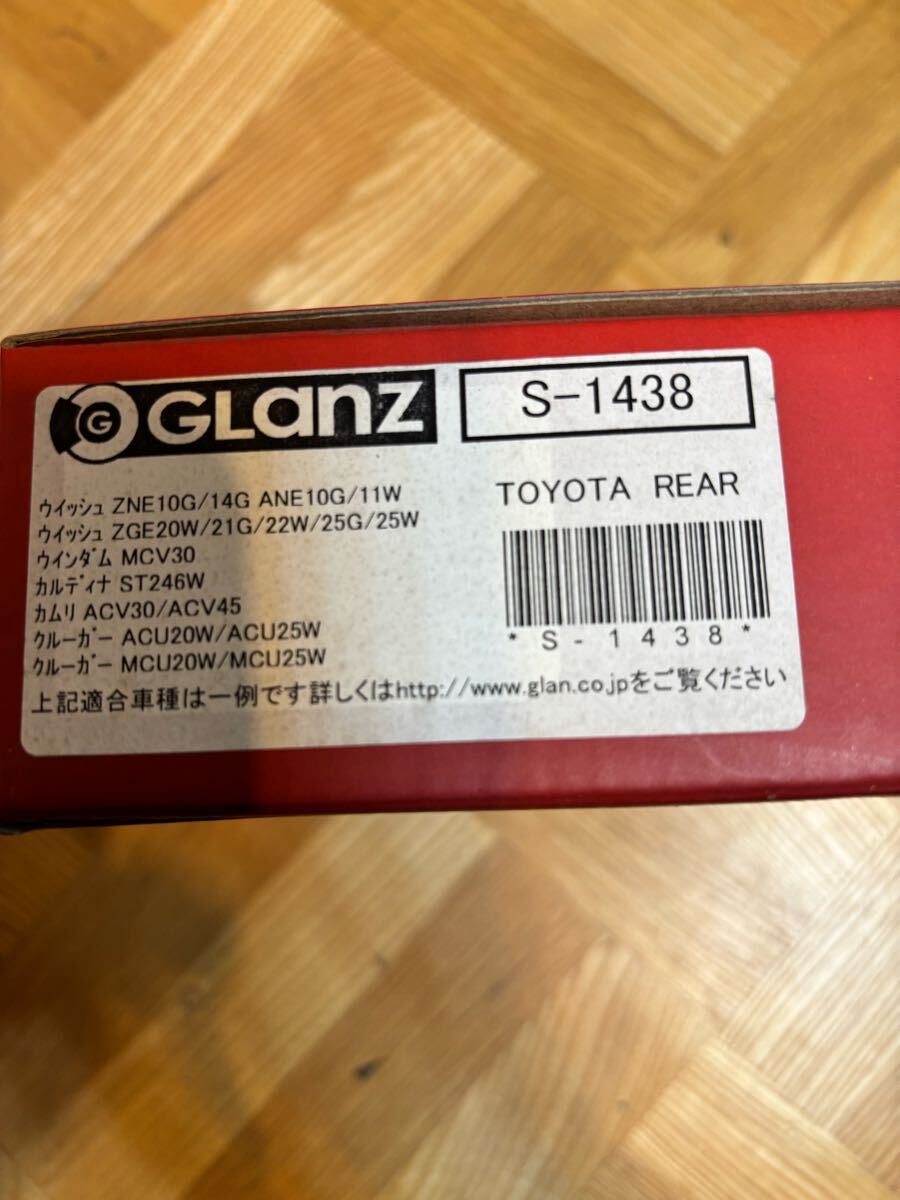 G GLanz
S-1438
ウイッシュ ZNE10G/14G ANE10G/11W
ウイッシュ ZGE20W/21G/22W/25G/25W
ウインダム MCV30
カルディナ ST246W
カムリ ACV30/ACV45
クルーガー ACU20W/ACU25W
クルーガー MCU20W/MCU25W
上記適合車種は一例です詳しくはhttp://www.glan.co.jpをご覧ください
TOYOTA REAR
*S-1438*